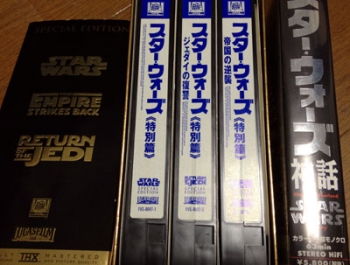 SPECIAL EDITION
STAR WARS
THE EMPIRE STRIKES BACK
RETURN OF THE JEDI
LUCASFILM
THX
MASTERED
スター・ウォーズ
《特別篇》
STAR WARS
SPECIAL EDITION
スター・ウォーズ
ジェダイの復讐
《特別篇》
STAR WARS
SPECIAL EDITION
スター・ウォーズ
帝国の逆襲
《特別篇》
STAR WARS
SPECIAL EDITION
スター・ウォーズ
神話
STAR WARS
STEREO HiFi